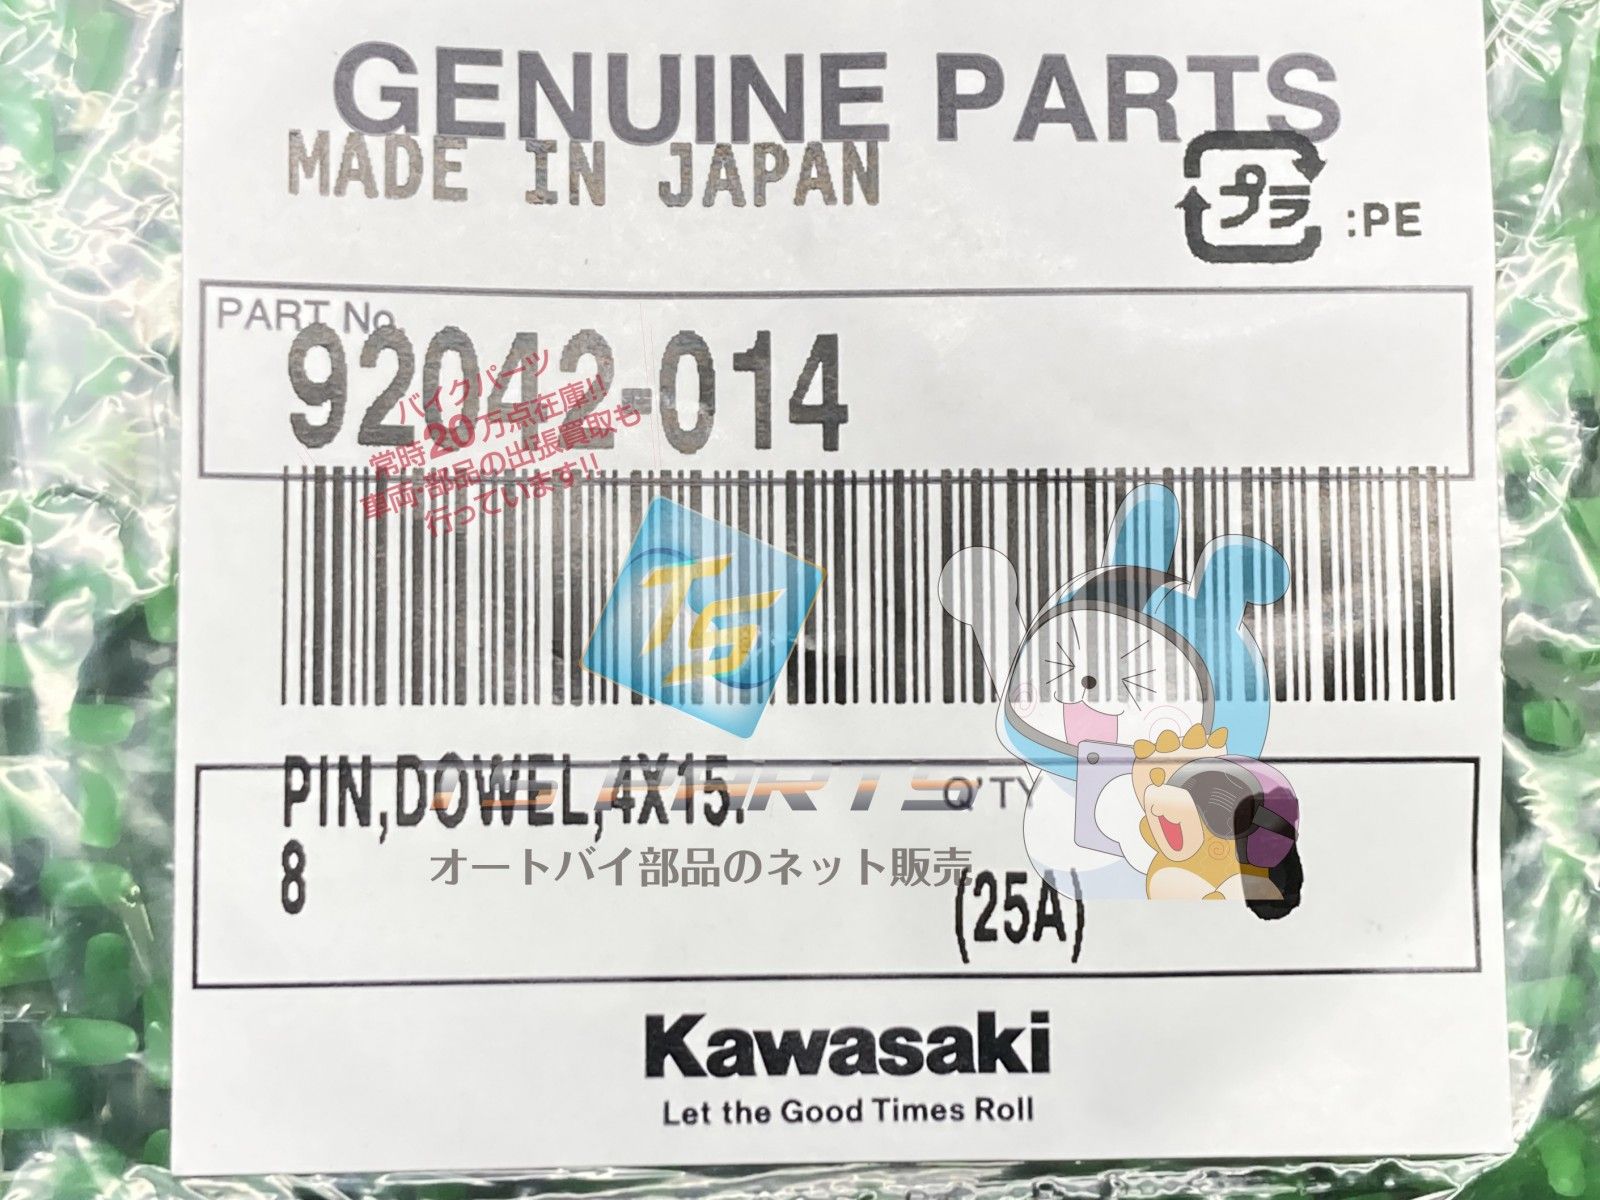 GENUINE PARTS
MADE IN JAPAN
プラ
:PE
PART No.
92042-014
バイクパーツ
常時20万点在庫!!
車両・部品の出張買取も
行っています!!
TS
PIN,DOWEL,4X15.
8
TS PARTS
Q'TY
オートバイ部品のネット販売
(25A)
Kawasaki
Let the Good Times Roll